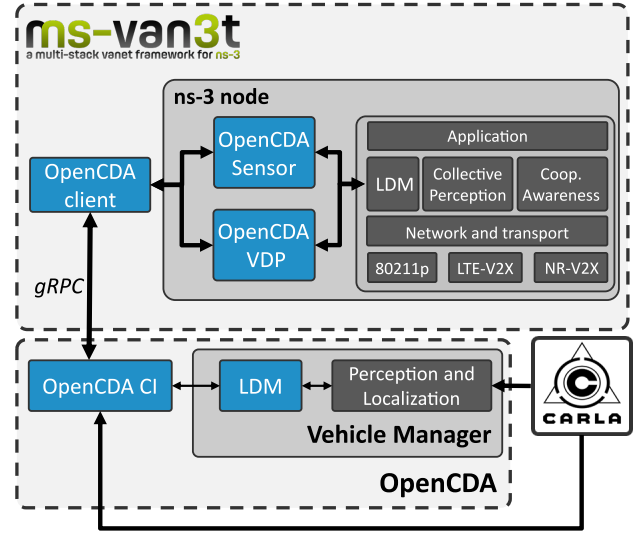 ms-van3t
a multi-stack vanet framework for ns-3
ns-3 node
OpenCDA
Sensor
Application
OpenCDA
client
LDM
Collective
Perception
Coop.
Awareness
OpenCDA
VDP
Network and transport
80211p
LTE-V2X
NR-V2X
gRPC
OpenCDA CI
LDM
Perception and
Localization
CARLA
Vehicle Manager
OpenCDA